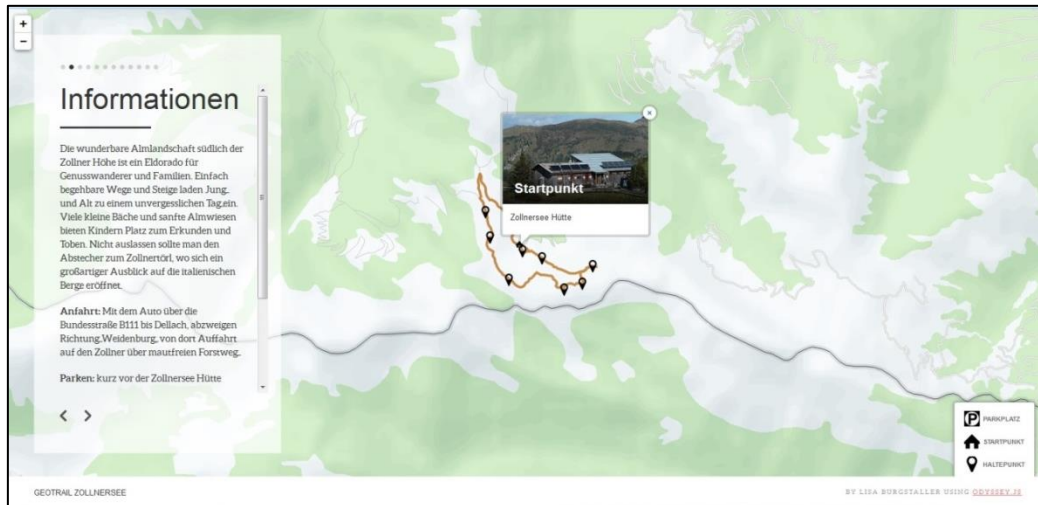 +
−
Informationen
Die wunderbare Almlandschaft südlich der
Zollner Höhe ist ein Eldorado für
Genusswanderer und Familien. Einfach
begehbare Wege und Steige laden Jung,
und Alt zu einem unvergesslichen Tag,ein.
Viele kleine Bäche und sanfte Almwiesen
bieten Kindern Platz zum Erkunden und
Toben. Nicht auslassen sollte man den
Abstecher zum Zollnertörl, wo sich ein
großartiger Ausblick auf die italienischen
Berge eröffnet.
Anfahrt: Mit dem Auto über die
Bundesstraße B111 bis Dellach, abzweigen
Richtung,Weidenburg, von dort Auffahrt
auf den Zollner über mautfreien Forstweg,
Parken: kurz vor der Zollnersee Hütte
×
Startpunkt
Zollnersee Hütte
P PARKPLATZ
STARTPUNKT
HALTEPUNKT
GEOTRAIL ZOLLNERSEE
BY LISA BURGSTALLER USING ODYSSEY.JS